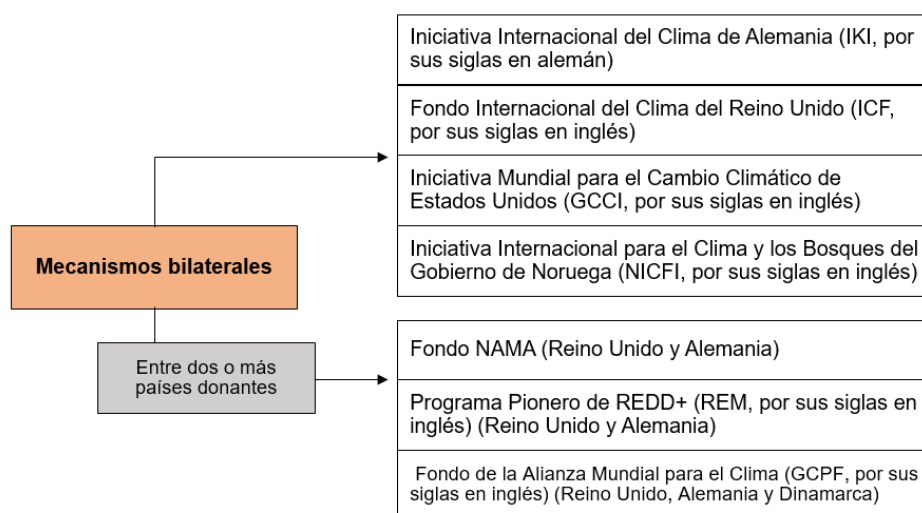 Iniciativa Internacional del Clima de Alemania (IKI, por
sus siglas en alemán)
Fondo Internacional del Clima del Reino Unido (ICF,
por sus siglas en inglés)
Iniciativa Mundial para el Cambio Climático de
Estados Unidos (GCCI, por sus siglas en inglés)
Iniciativa Internacional para el Clima y los Bosques del
Gobierno de Noruega (NICFI, por sus siglas en inglés)
Mecanismos bilaterales
Entre dos o más
países donantes
Fondo NAMA (Reino Unido y Alemania)
Programa Pionero de REDD+ (REM, por sus siglas en
inglés) (Reino Unido y Alemania)
Fondo de la Alianza Mundial para el Clima (GCPF, por sus
siglas en inglés) (Reino Unido, Alemania y Dinamarca)